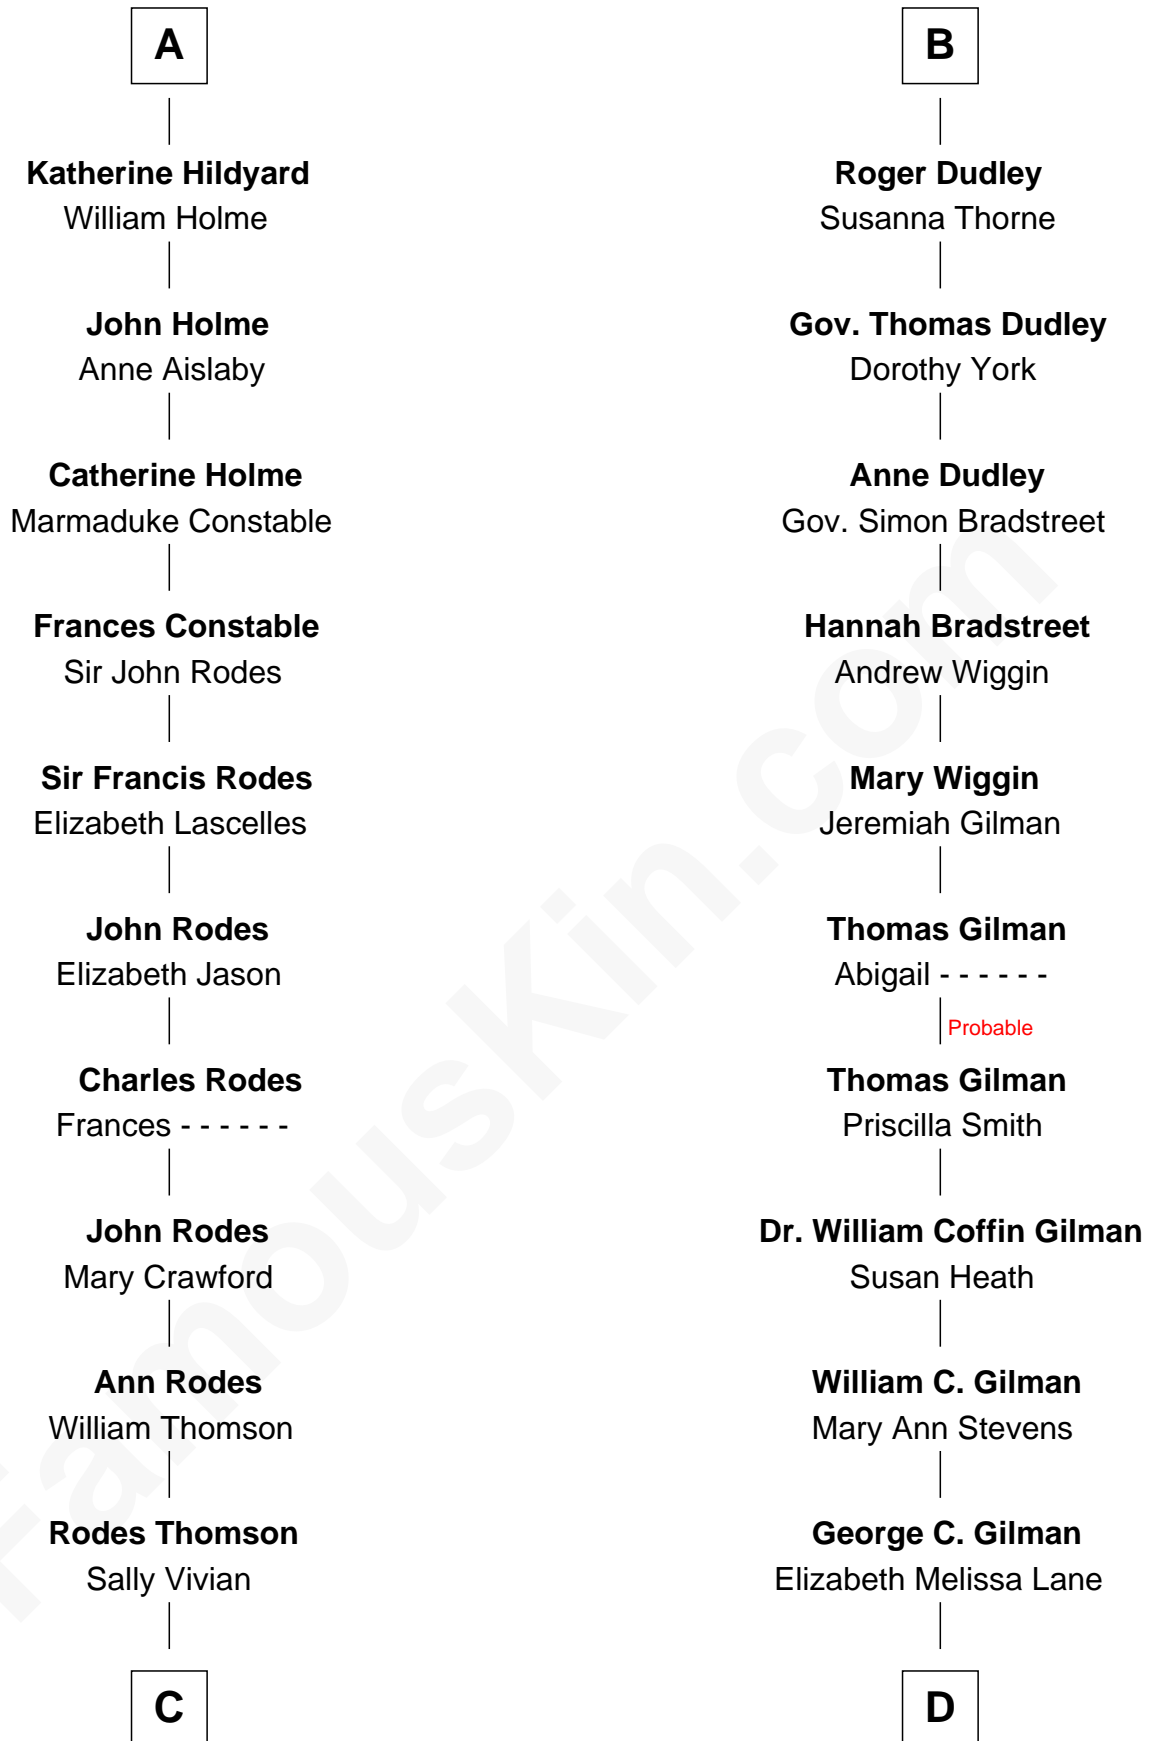 A
Katherine Hildyard
William Holme
John Holme
Anne Aislaby
Catherine Holme
Marmaduke Constable
Frances Constable
Sir John Rodes
Sir Francis Rodes
Elizabeth Lascelles
John Rodes
Elizabeth Jason
Charles Rodes
Frances - - - - - -
John Rodes
Mary Crawford
Ann Rodes
William Thomson
Rodes Thomson
Sally Vivian
C
B
Roger Dudley
Susanna Thorne
Gov. Thomas Dudley
Dorothy York
Anne Dudley
Gov. Simon Bradstreet
Hannah Bradstreet
Andrew Wiggin
Mary Wiggin
Jeremiah Gilman
Thomas Gilman
Abigail - - - - - -
Probable
Thomas Gilman
Priscilla Smith
Dr. William Coffin Gilman
Susan Heath
William C. Gilman
Mary Ann Stevens
George C. Gilman
Elizabeth Melissa Lane
D
FamousKin.com